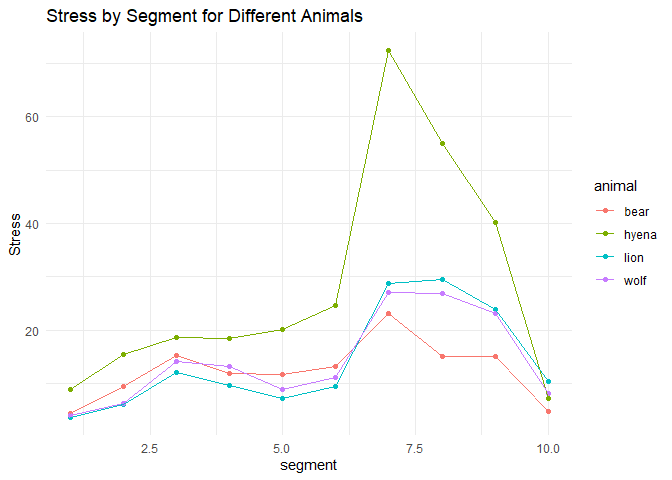 Stress by Segment for Different Animals
60
40
20
Stress
2.5
5.0
7.5
10.0
segment
animal
bear
hyena
lion
wolf